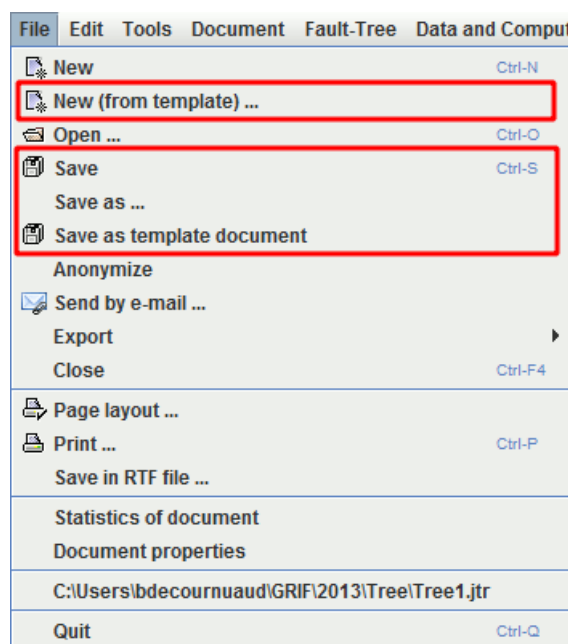 File Edit Tools Document Fault-Tree Data and Comput
New Ctrl-N
New (from template) ...
Open ... Ctrl-O
Save Ctrl-S
Save as ...
Save as template document
Anonymize
Send by e-mail ...
Export
Close Ctrl-F4
Page layout ...
Print ... Ctrl-P
Save in RTF file ...
Statistics of document
Document properties
C:\Users\bdecournuaud\GRIF\2013\Tree\Tree1.jtr
Quit Ctrl-Q